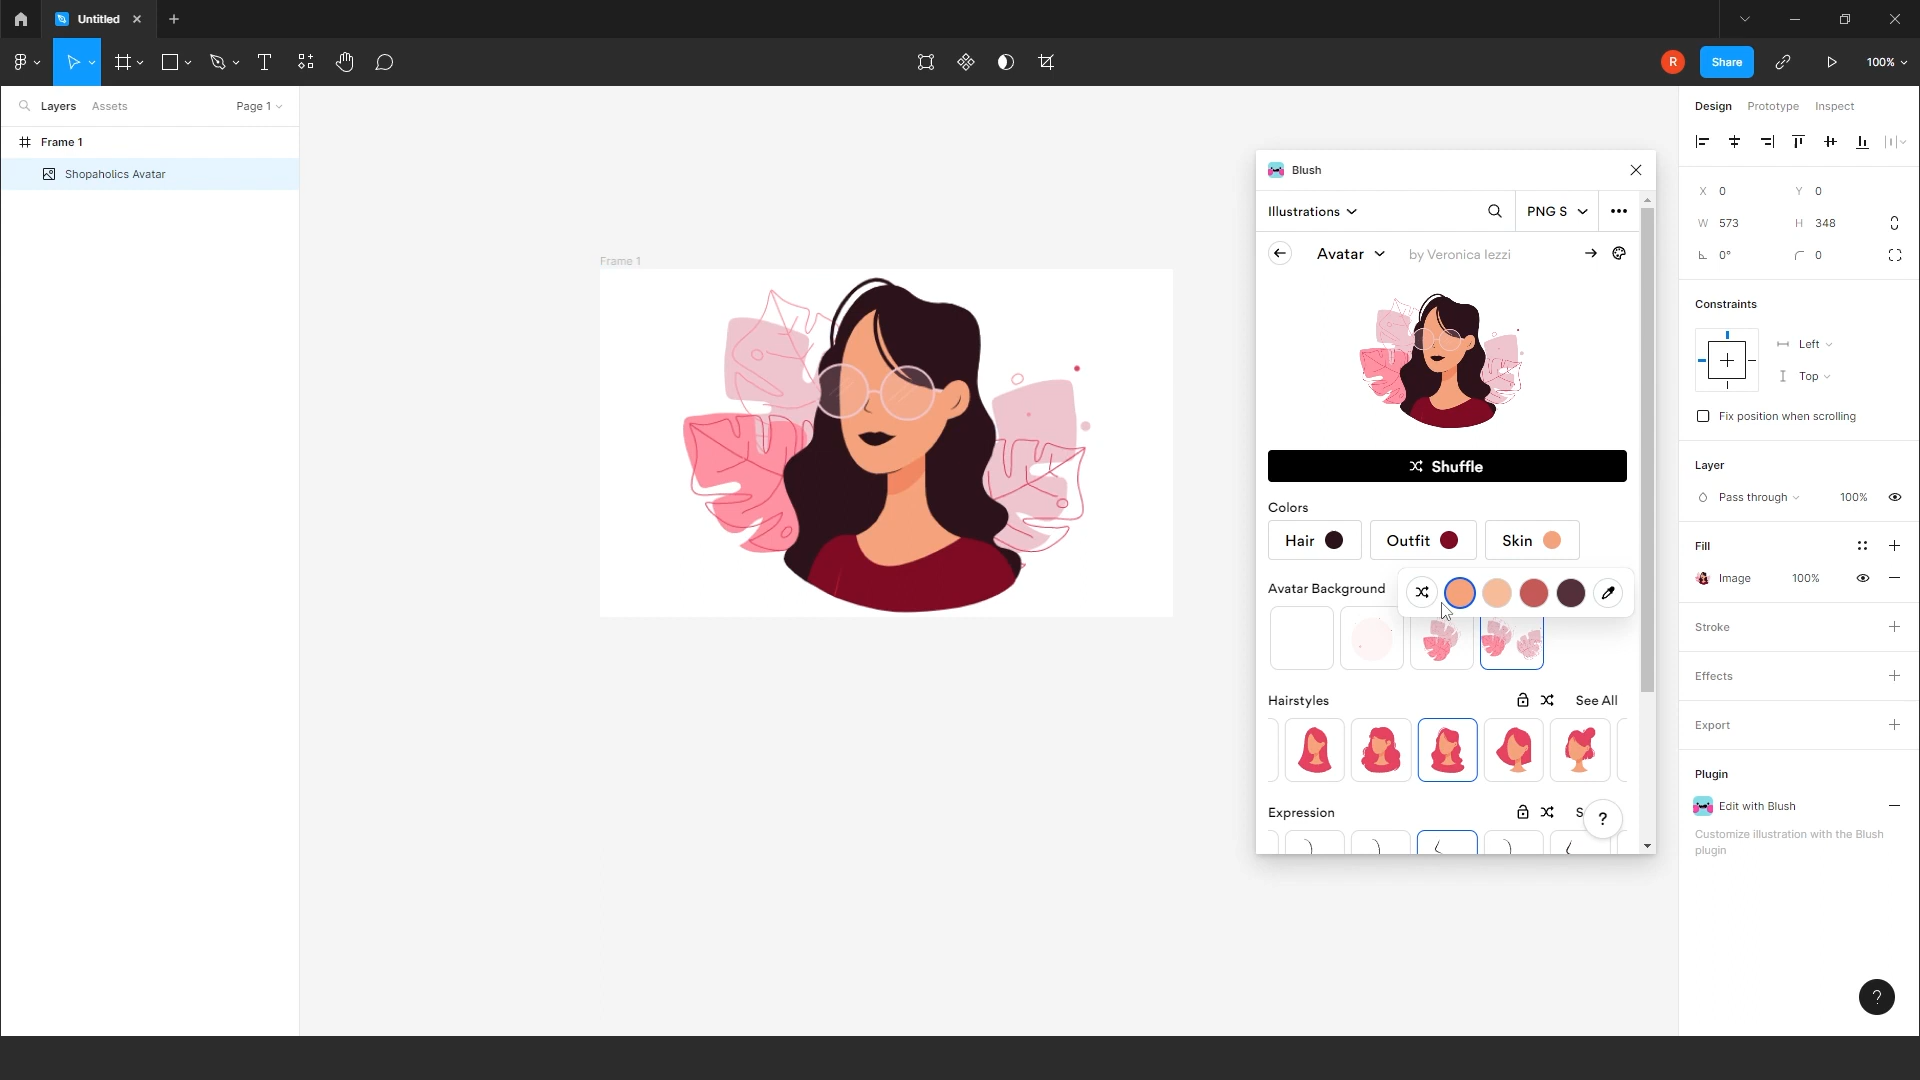 Untitled
R
Share
100%
Layers
Assets
Page 1
Design
Prototype
Inspect
Frame 1
Shopaholics Avatar
Frame 1
Blush
Illustrations
PNG S
Avatar
by Veronica Iezzi
Shuffle
Colors
Hair
Outfit
Skin
Avatar Background
Hairstyles
See All
Expression
S
?
X 0
Y 0
W 573
H 348
0°
0
Constraints
Left
Top
Fix position when scrolling
Layer
Pass through
100%
Fill
Image
100%
Stroke
Effects
Export
Plugin
Edit with Blush
Customize illustration with the Blush
plugin
?